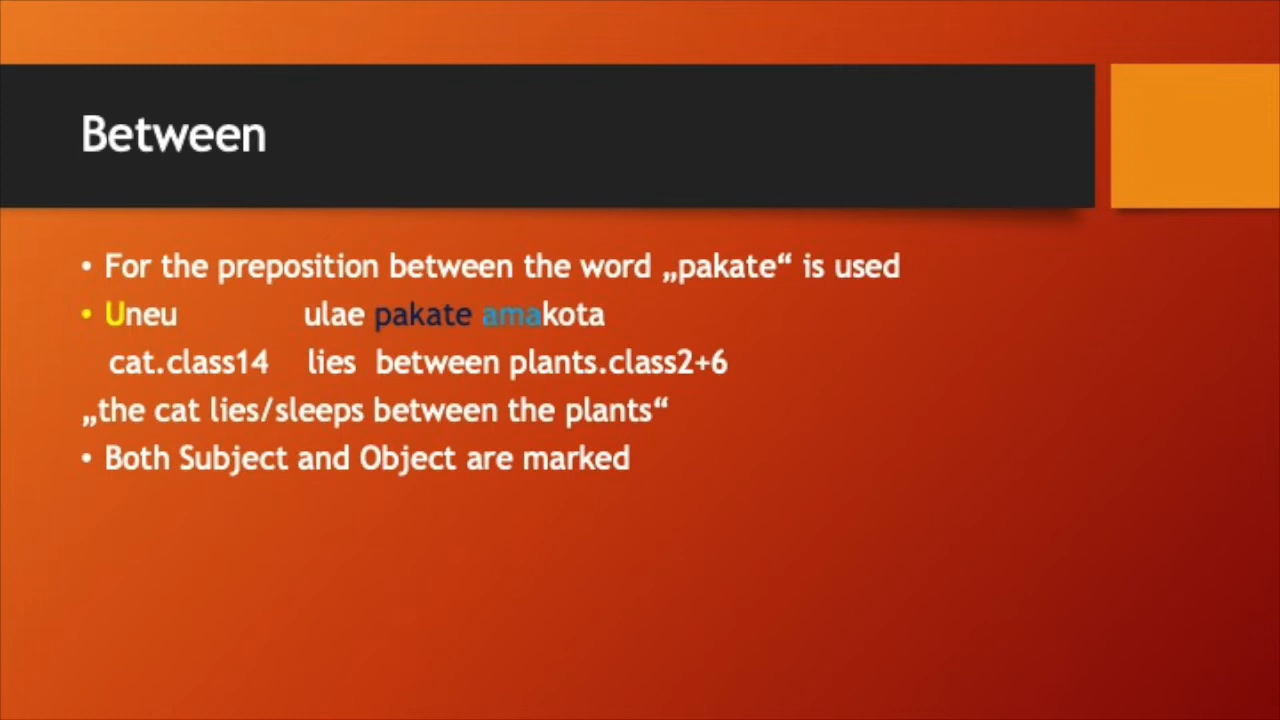 Between
• For the preposition between the word „pakate“ is used
• Uneu ulae pakate amakota
cat.class14 lies between plants.class2+6
„the cat lies/sleeps between the plants“
• Both Subject and Object are marked